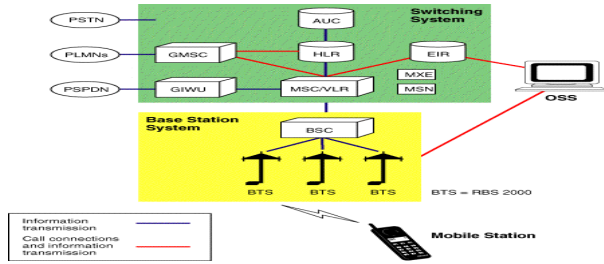 Switching
System
PSTN
AUC
PLMNs
GMSC
HLR
EIR
MXE
PSPDN
GIWU
MSC/VLR
MSN
OSS
Base Station
System
BSC
BTS
BTS
BTS
BTS = RBS 2000
Information
transmission
Call connections
and information
transmission
Mobile Station